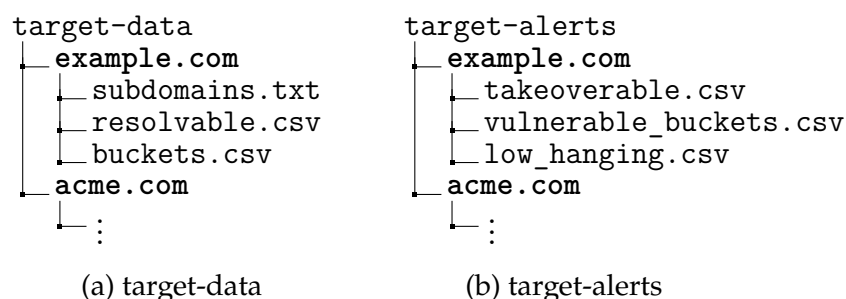 target-data
example.com
subdomains.txt
resolvable.csv
buckets.csv
acme.com
⋮
(a) target-data
target-alerts
example.com
takeoverable.csv
vulnerable_buckets.csv
low_hanging.csv
acme.com
⋮
(b) target-alerts